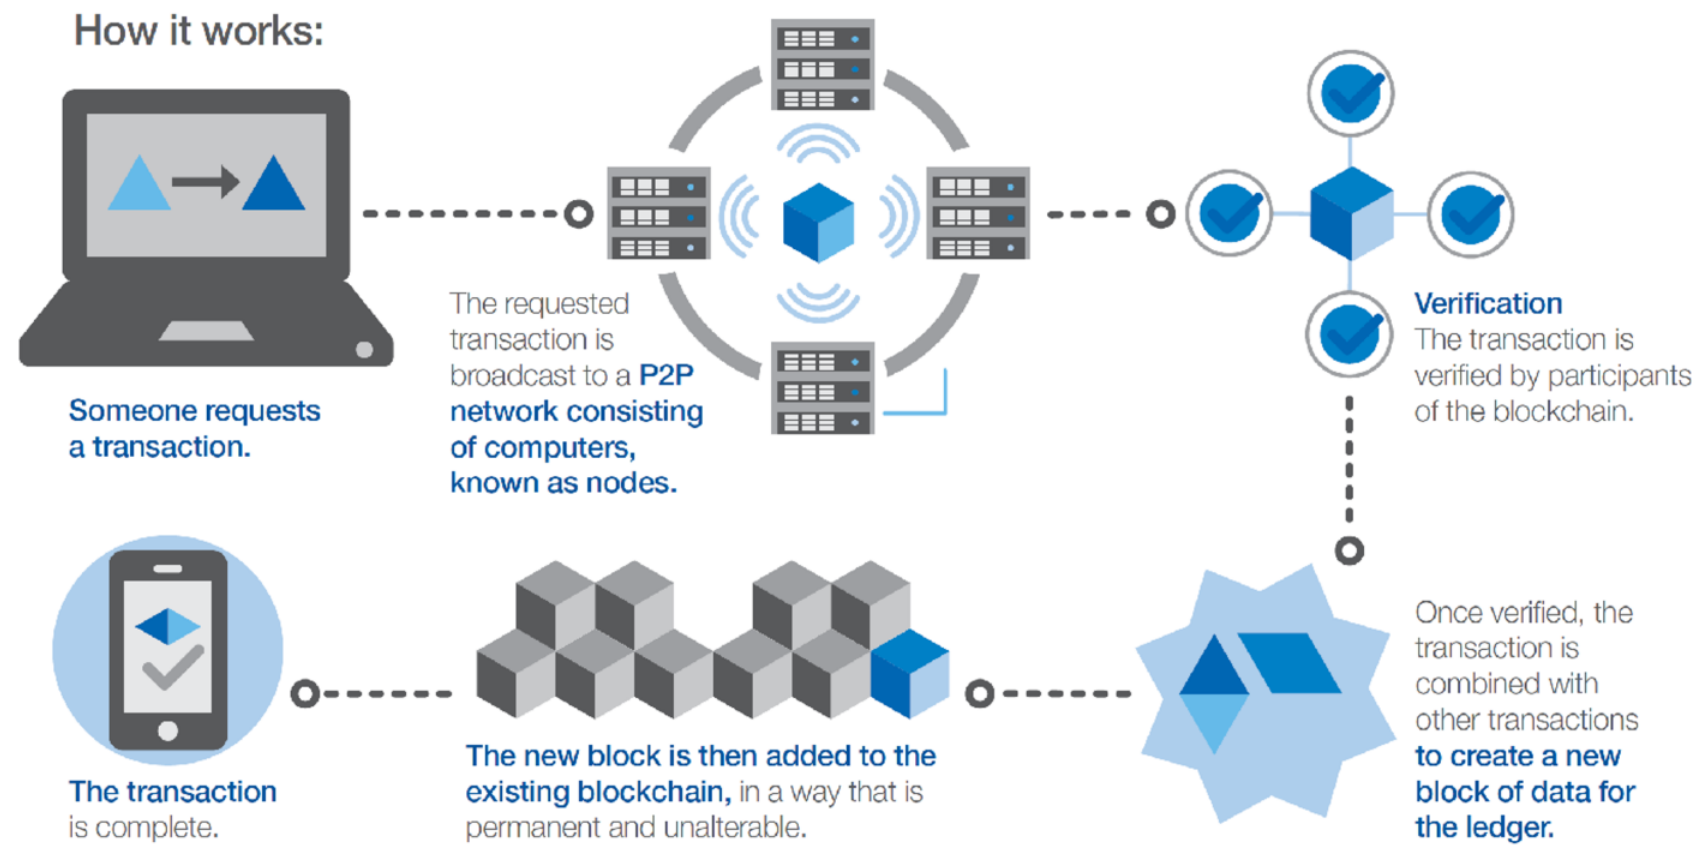 How it works:
Someone requests
a transaction.
The requested
transaction is
broadcast to a P2P
network consisting
of computers,
known as nodes.
Verification
The transaction is
verified by participants
of the blockchain.
Once verified, the
transaction is
combined with
other transactions
to create a new
block of data for
the ledger.
The new block is then added to the
existing blockchain, in a way that is
permanent and unalterable.
The transaction
is complete.